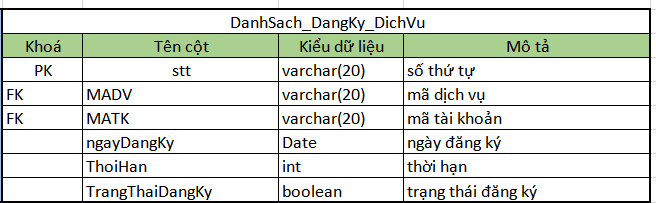 DanhSach_DangKy_DichVu
Khoá Tên cột Kiểu dữ liệu Mô tả
PK stt varchar(20) số thứ tự
FK MADV varchar(20) mã dịch vụ
FK MATK varchar(20) mã tài khoản
ngayDangKy Date ngày đăng ký
ThoiHan int thời hạn
TrangThaiDangKy boolean trạng thái đăng ký